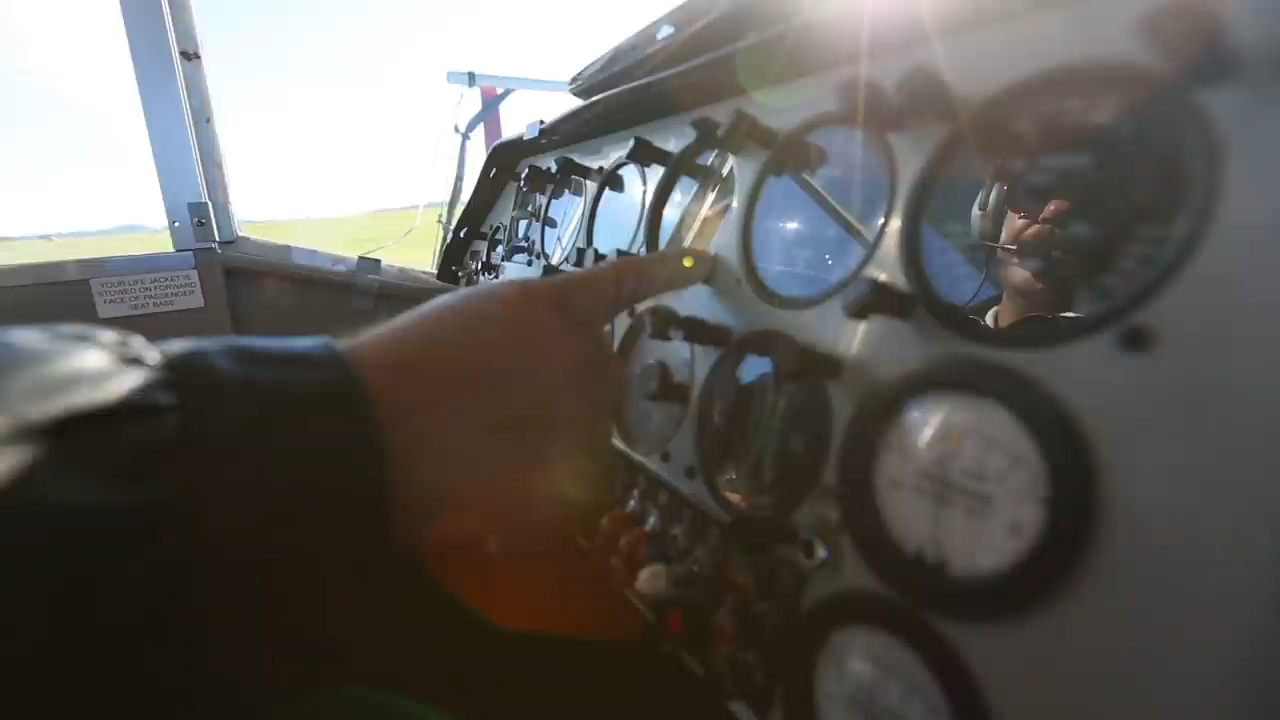 YOUR LIFE JACKET IS
STOWED ON FORWARD
FACE OF PASSENGER
SEAT BASE